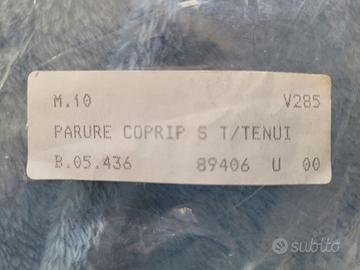 M.10 V285
PARURE COPRIP S T/TENUI
B.05.436 89406 U 00
subito